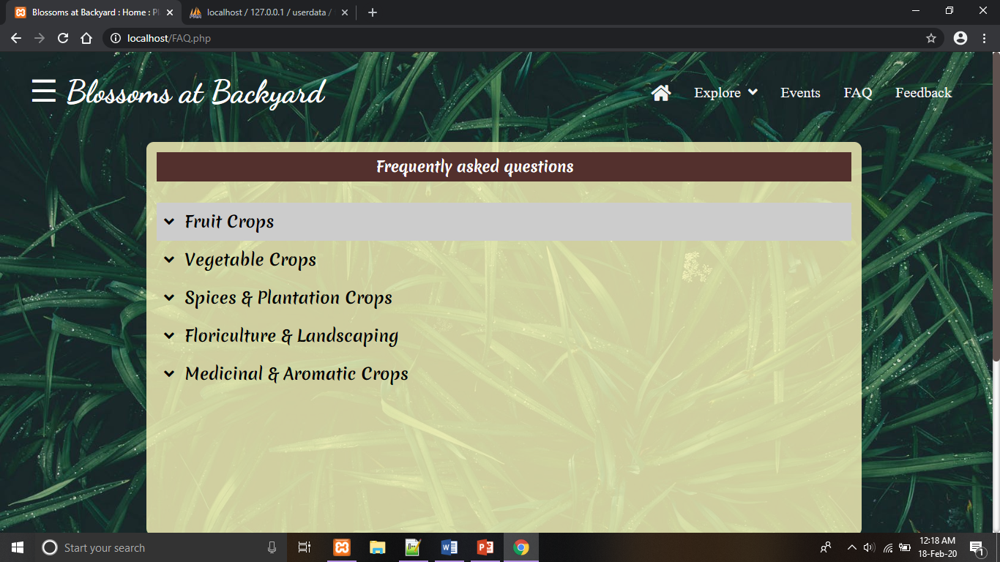 Blossoms at Backyard : Home : Pl
localhost / 127.0.0.1 / userdata /
localhost/FAQ.php
Blossoms at Backyard
Explore
Events
FAQ
Feedback
Frequently asked questions
Fruit Crops
Vegetable Crops
Spices & Plantation Crops
Floriculture & Landscaping
Medicinal & Aromatic Crops
Start your search
12:18 AM
18-Feb-20
1